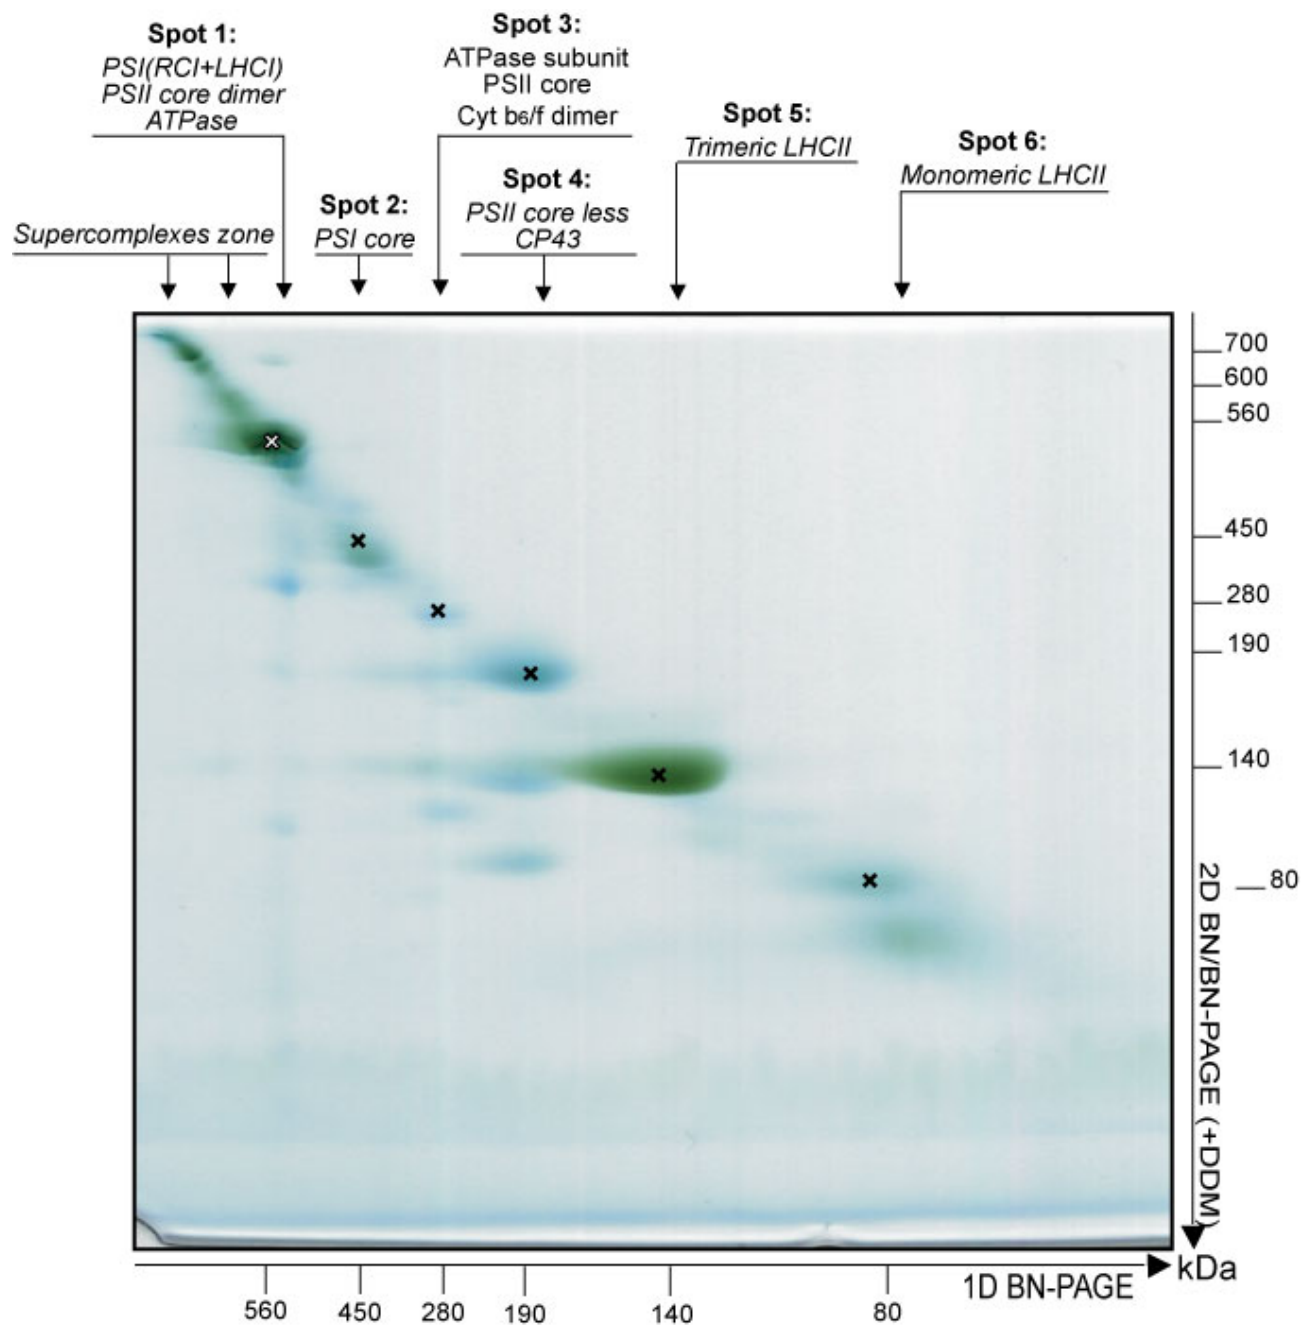 Spot 1:
PSI(RCI+LHCI)
PSII core dimer
ATPase
Supercomplexes zone
Spot 2:
PSI core
Spot 3:
ATPase subunit
PSII core
Cyt b6/f dimer
Spot 4:
PSII core less
CP43
Spot 5:
Trimeric LHCII
Spot 6:
Monomeric LHCII
700
600
560
450
280
190
140
80
2D BN/BN-PAGE (+DDM)
kDa
1D BN-PAGE
560 450 280 190 140 80